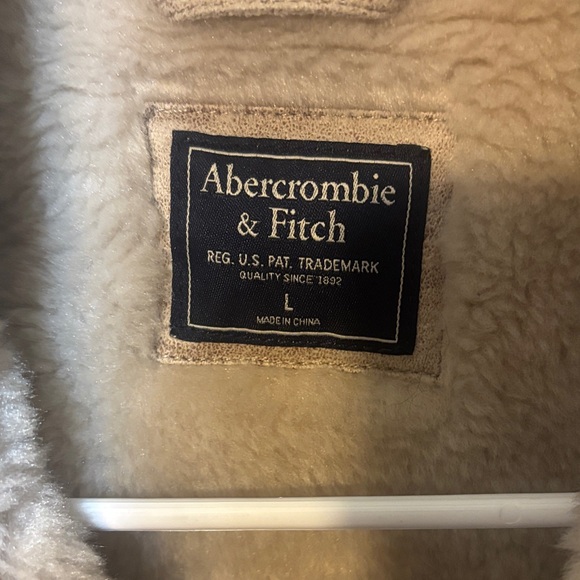 Abercrombie
& Fitch
REG. U.S. PAT. TRADEMARK
QUALITY SINCE 1892
L
MADE IN CHINA